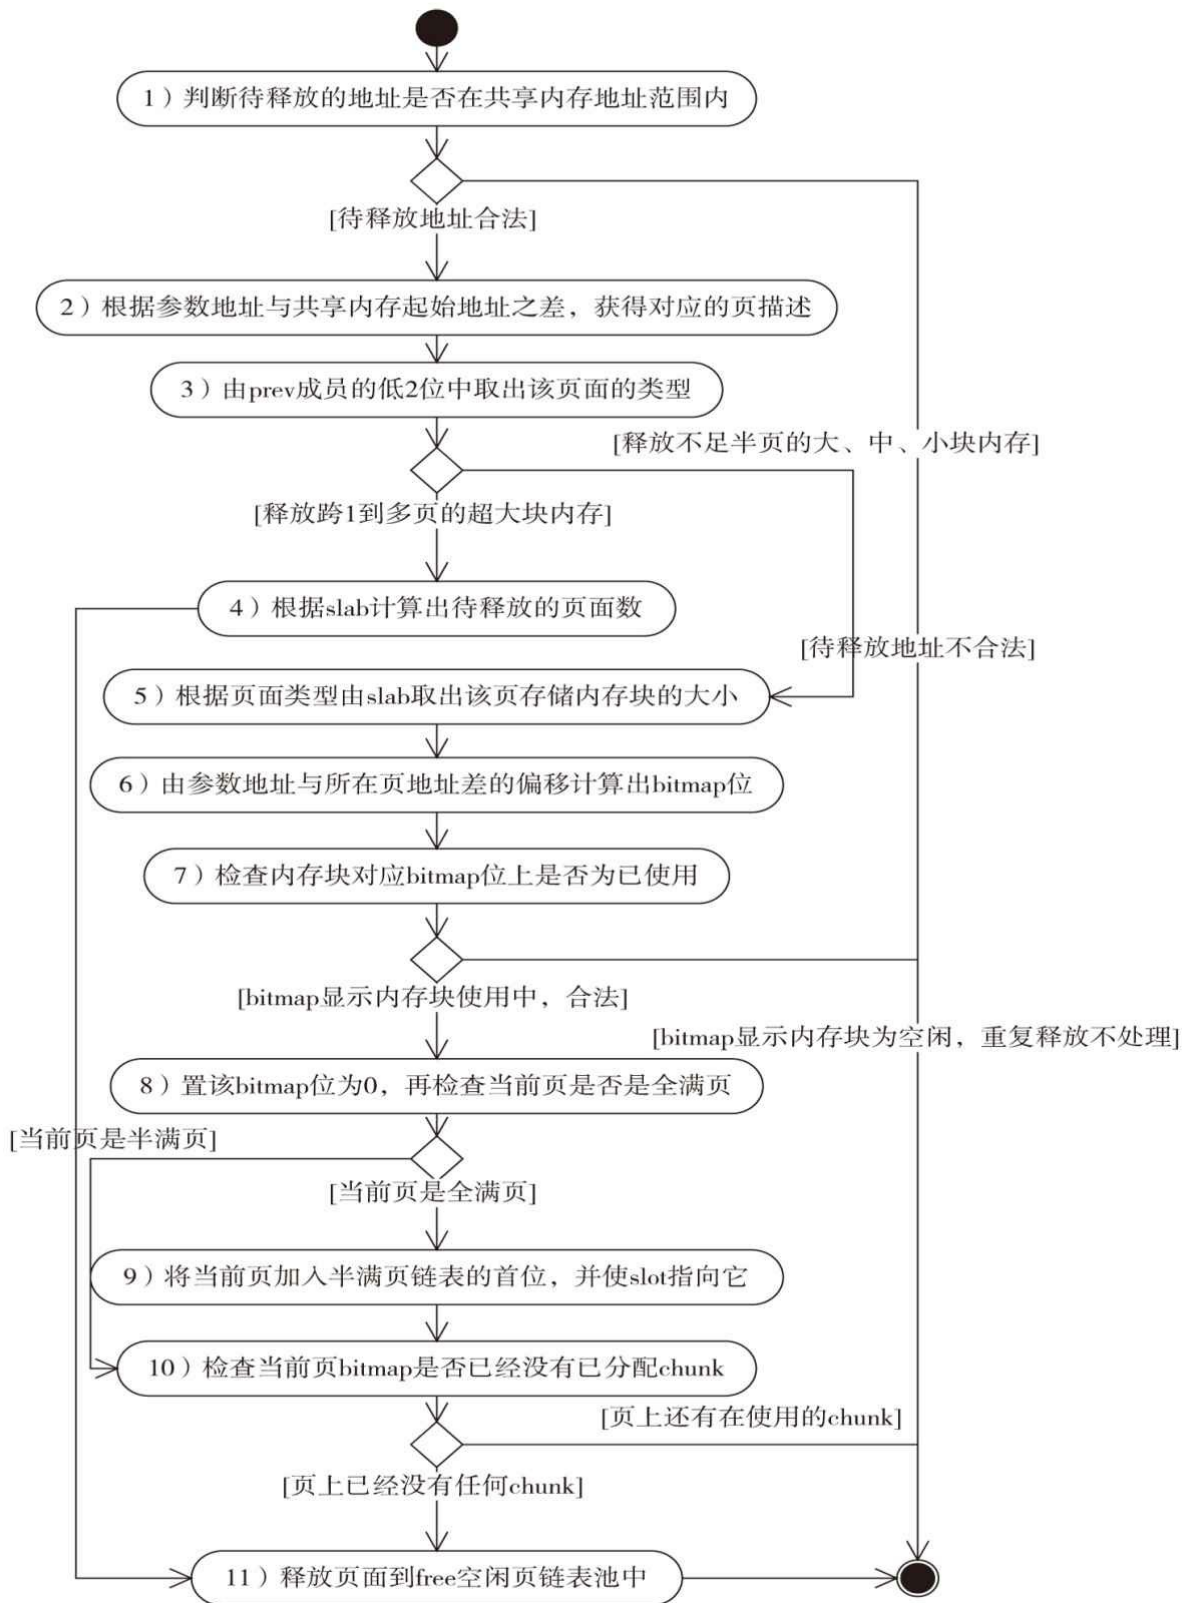 1）判断待释放的地址是否在共享内存地址范围内
[待释放地址合法]
2）根据参数地址与共享内存起始地址之差，获得对应的页描述
3）由prev成员的低2位中取出该页面的类型
[释放不足半页的大、中、小块内存]
[释放跨1到多页的超大块内存]
4）根据slab计算出待释放的页面数
[待释放地址不合法]
5）根据页面类型由slab取出该页存储内存块的大小
6）由参数地址与所在页地址差的偏移计算出bitmap位
7）检查内存块对应bitmap位上是否为已使用
[bitmap显示内存块使用中，合法]
[bitmap显示内存块为空闲，重复释放不处理]
8）置该bitmap位为0，再检查当前页是否是全满页
[当前页是半满页]
[当前页是全满页]
9）将当前页加入半满页链表的首位，并使slot指向它
10）检查当前页bitmap是否已经没有已分配chunk
[页上还有在使用的chunk]
[页上已经没有任何chunk]
11）释放页面到free空闲页链表池中